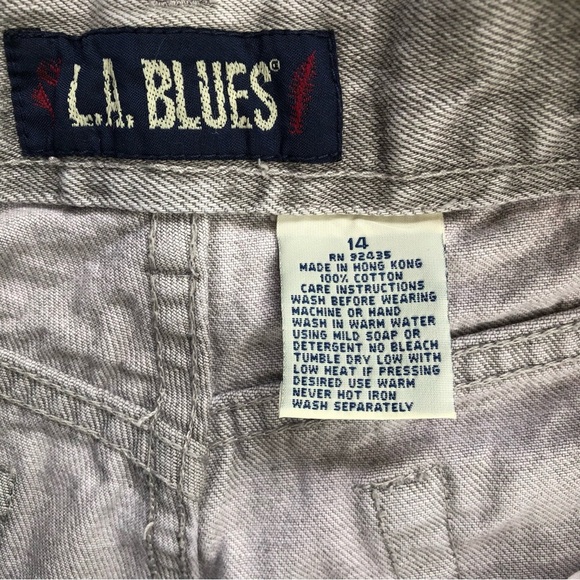 L.A. BLUES®
14
RN 92435
MADE IN HONG KONG
100% COTTON
CARE INSTRUCTIONS
WASH BEFORE WEARING
MACHINE OR HAND
WASH IN WARM WATER
USING MILD SOAP OR
DETERGENT NO BLEACH
TUMBLE DRY LOW WITH
LOW HEAT IF PRESSING
DESIRED USE WARM
NEVER HOT IRON
WASH SEPARATELY